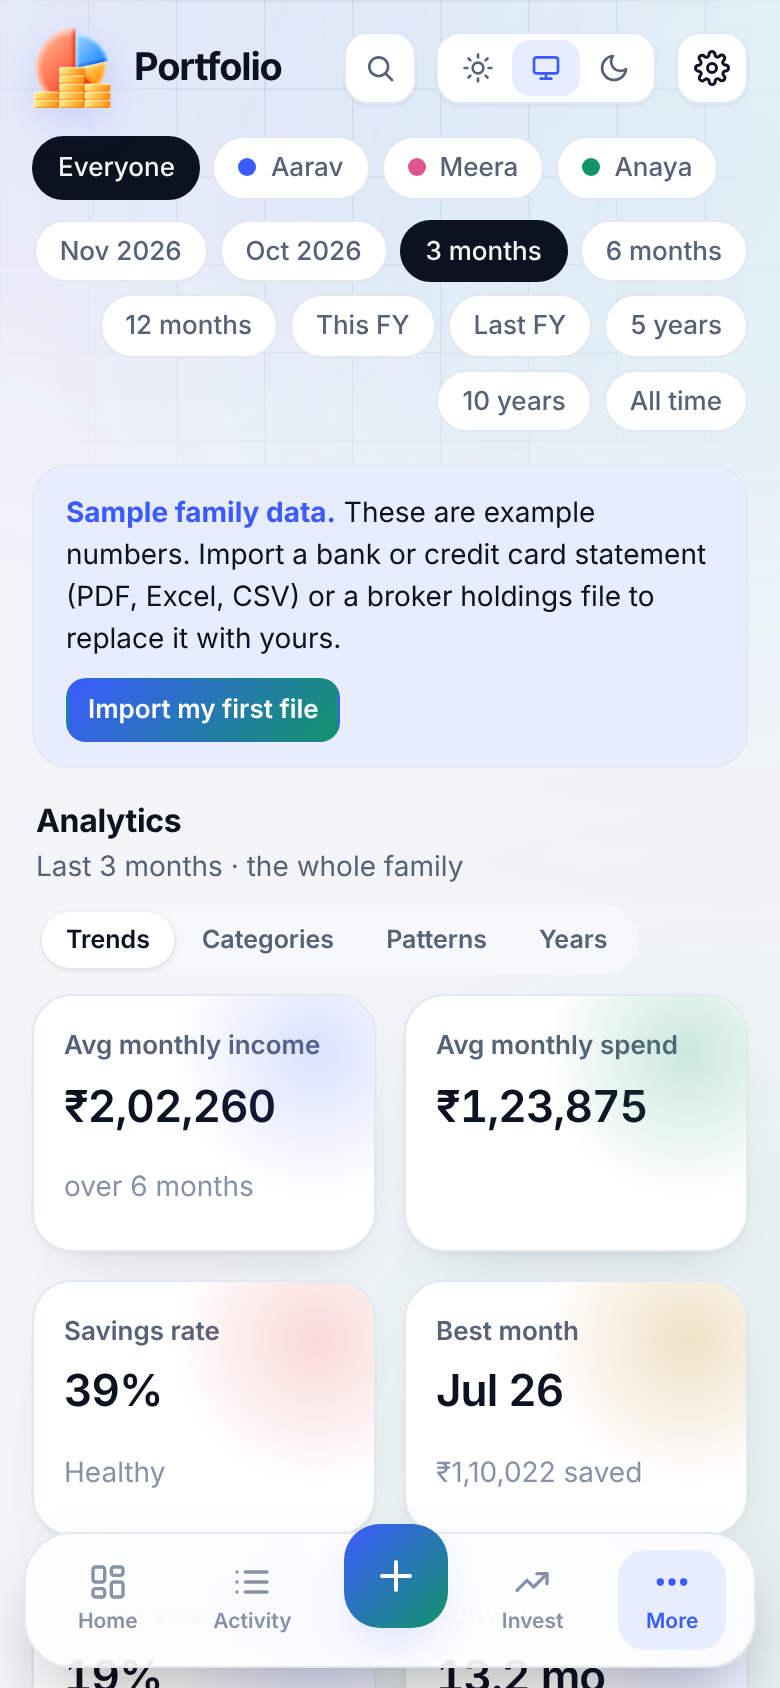 Portfolio
Everyone Aarav Meera Anaya
Nov 2026 Oct 2026 3 months 6 months
12 months This FY Last FY 5 years
10 years All time
Sample family data. These are example
numbers. Import a bank or credit card statement
(PDF, Excel, CSV) or a broker holdings file to
replace it with yours.
Import my first file
Analytics
Last 3 months · the whole family
Trends Categories Patterns Years
Avg monthly income
₹2,02,260
over 6 months
Avg monthly spend
₹1,23,875
Savings rate
39%
Healthy
Best month
Jul 26
₹1,10,022 saved
19%
13.2 mo
Home Activity Invest More